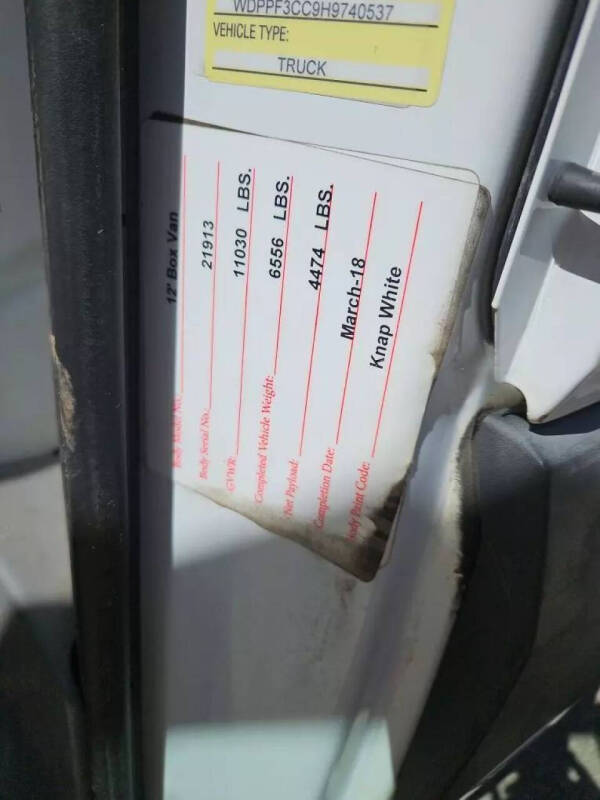 WDPPF3CC9H9740537
VEHICLE TYPE:
TRUCK
Body Model No.: 12' Box Van
Body Serial No.: 21913
GVWR: 11030 LBS.
Completed Vehicle Weight: 6556 LBS.
Net Payload: 4474 LBS.
Completion Date: March-18
Body Paint Code: Knap White